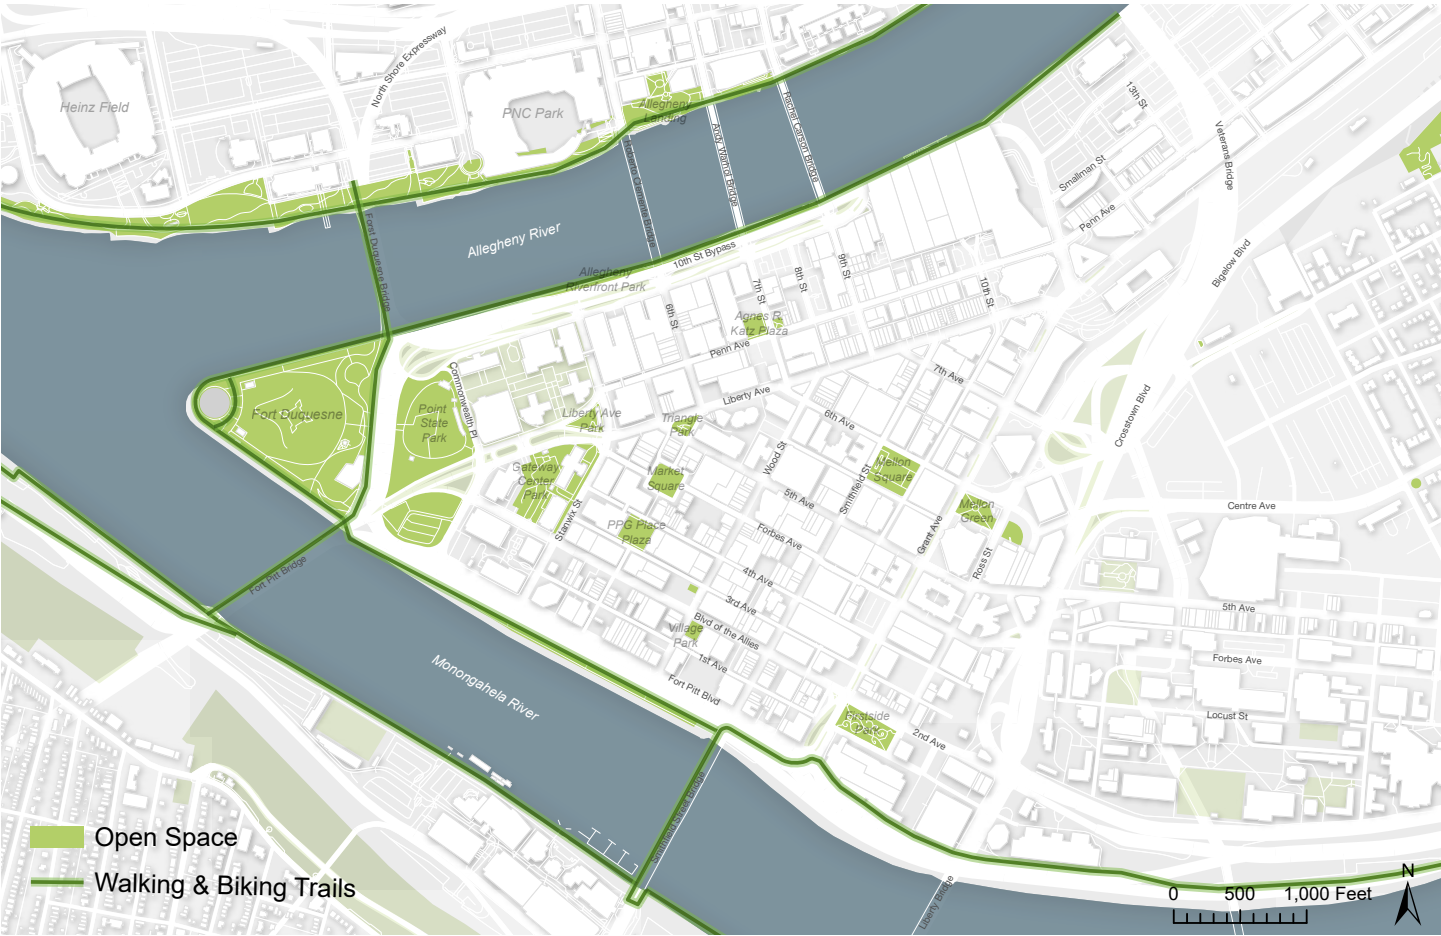 North Shore Expressway
Heinz Field
PNC Park
Allegheny
Landing
Rachel Carson Bridge
Andy Warhol Bridge
Roberto Clemente Bridge
13th St
Veterans Bridge
Smallman St
Penn Ave
Bigelow Blvd
Forst Duquesne Bridge
Allegheny River
10th St Bypass
Allegheny
Riverfront Park
6th St
7th St
8th St
9th St
10th St
Agnes R.
Katz Plaza
Penn Ave
Liberty Ave
7th Ave
6th Ave
Crosstown Blvd
Commonwealth Pl
Fort Duquesne
Point
State
Park
Liberty Ave
Park
Triangle
Park
Gateway
Center
Park
Market
Square
Wood St
Smithfield St
Mellon
Square
Mellon
Green
5th Ave
Centre Ave
Stanwix St
PPG Place
Plaza
Forbes Ave
Grant Ave
Ross St
Fort Pitt Bridge
4th Ave
3rd Ave
5th Ave
Blvd of the Allies
Village
Park
1st Ave
Forbes Ave
Monongahela River
Fort Pitt Blvd
Firstside
Park
2nd Ave
Locust St
Smithfield Street Bridge
Liberty Bridge
Open Space
Walking & Biking Trails
N
0 500 1,000 Feet